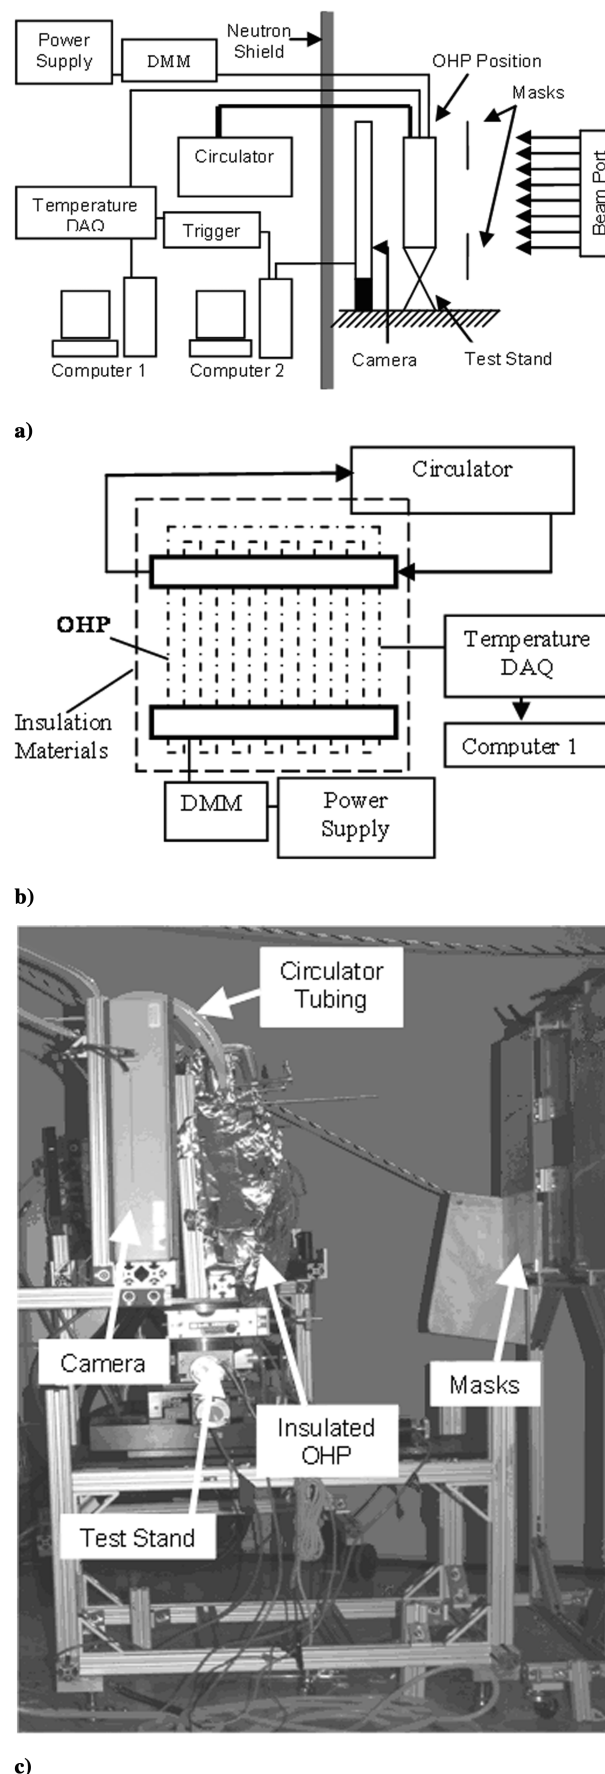 Power
Supply
DMM
Neutron
Shield
OHP Position
Masks
Circulator
Beam Port
Temperature
DAQ
Trigger
Computer 1
Computer 2
Camera
Test Stand
a)
Circulator
OHP
Temperature
DAQ
Insulation
Materials
Computer 1
DMM
Power
Supply
b)
Circulator
Tubing
Camera
Masks
Insulated
OHP
Test Stand
c)